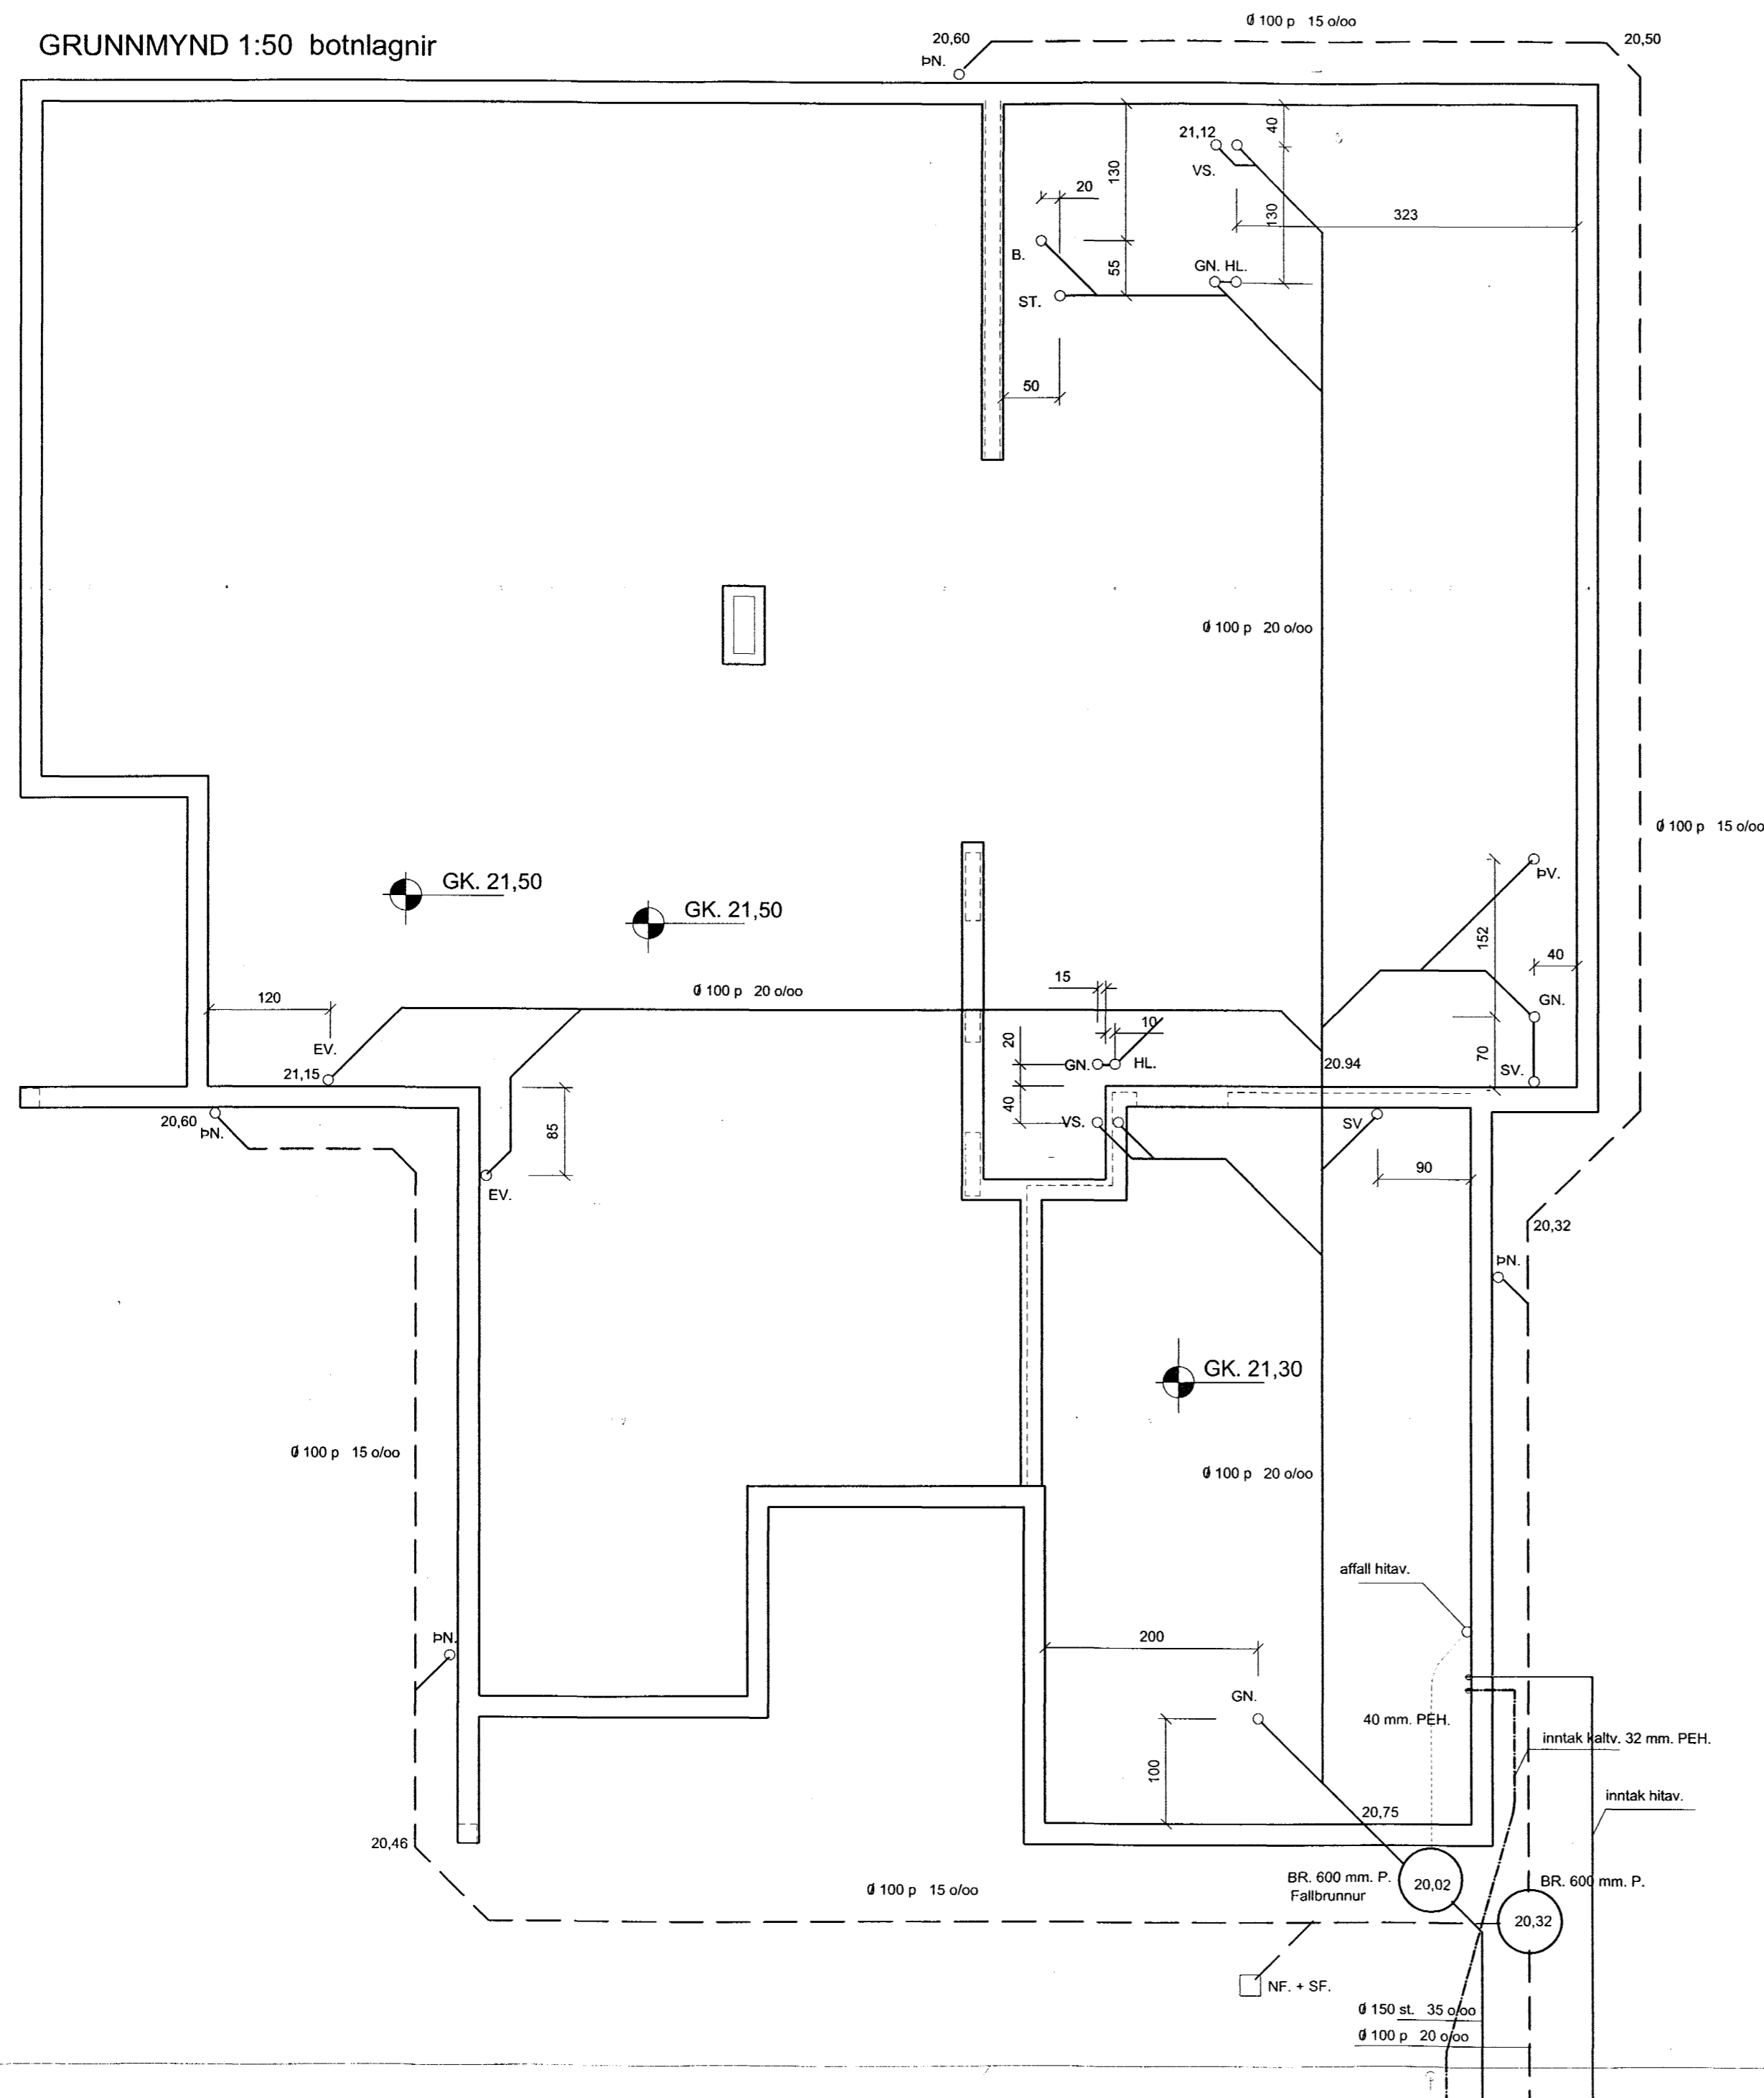 GRUNNMYND 1:50 botnlagnir
Ø 100 p 15 o/oo
20,60
20,50
ÞN.
40
21,12
130
VS.
20
130
323
B.
55
GN. HL.
ST.
50
Ø 100 p 20 o/oo
Ø 100 p 15 o/oo
GK. 21,50
GK. 21,50
ÞV.
152
40
15
Ø 100 p 20 o/oo
120
GN.
10
EV.
20
GN.
HL.
20.94
70
SV.
21,15
40
VS.
SV
20,60
ÞN.
85
90
EV.
20,32
ÞN.
GK. 21,30
Ø 100 p 15 o/oo
Ø 100 p 20 o/oo
affall hitav.
ÞN.
200
GN.
40 mm. PEH.
inntak kaltv. 32 mm. PEH.
100
inntak hitav.
20,75
20,46
BR. 600 mm. P.
Fallbrunnur
20,02
BR. 600 mm. P.
Ø 100 p 15 o/oo
20,32
NF. + SF.
Ø 150 st. 35 o/oo
Ø 100 p 20 o/oo